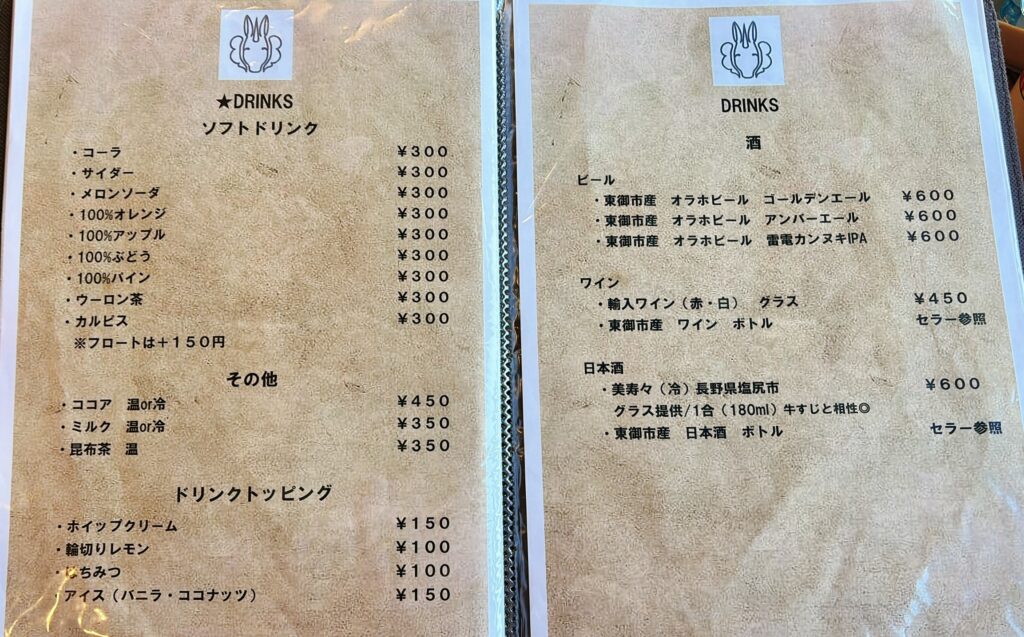 ★DRINKS
ソフトドリンク
・コーラ ￥３００
・サイダー ￥３００
・メロンソーダ ￥３００
・100%オレンジ ￥３００
・100%アップル ￥３００
・100%ぶどう ￥３００
・100%パイン ￥３００
・ウーロン茶 ￥３００
・カルピス ￥３００
※フロートは＋１５０円
その他
・ココア　温or冷 ￥４５０
・ミルク　温or冷 ￥３５０
・昆布茶　温 ￥３５０
ドリンクトッピング
・ホイップクリーム ￥１５０
・輪切りレモン ￥１００
・はちみつ ￥１００
・アイス（バニラ・ココナッツ） ￥１５０
DRINKS
酒
ビール
・東御市産　オラホビール　ゴールデンエール ￥６００
・東御市産　オラホビール　アンバーエール ￥６００
・東御市産　オラホビール　雷電カンヌキIPA ￥６００
ワイン
・輸入ワイン（赤・白）　グラス ￥４５０
・東御市産　ワイン　ボトル セラー参照
日本酒
・美寿々（冷）長野県塩尻市 ￥６００
グラス提供/1合（180ml）牛すじと相性◎
・東御市産　日本酒　ボトル セラー参照